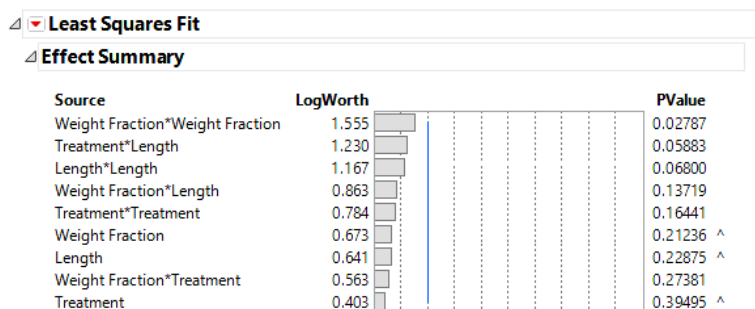 Least Squares Fit
Effect Summary
Source LogWorth PValue
Weight Fraction*Weight Fraction 1.555 0.02787
Treatment*Length 1.230 0.05883
Length*Length 1.167 0.06800
Weight Fraction*Length 0.863 0.13719
Treatment*Treatment 0.784 0.16441
Weight Fraction 0.673 0.21236 ^
Length 0.641 0.22875 ^
Weight Fraction*Treatment 0.563 0.27381
Treatment 0.403 0.39495 ^